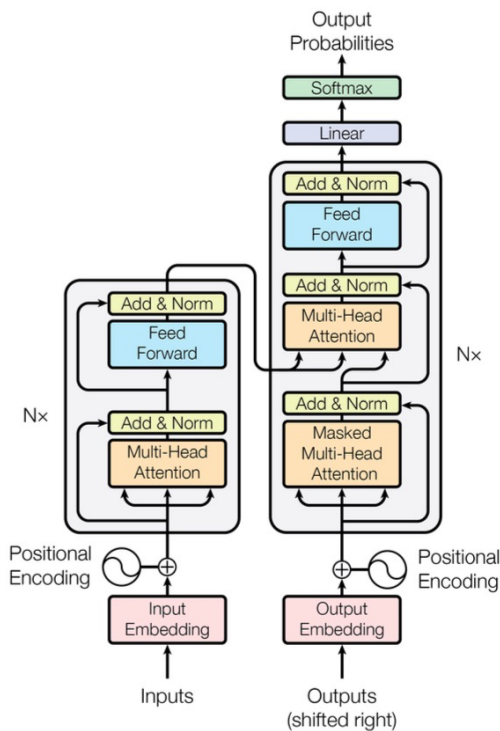 Output
Probabilities
Softmax
Linear
Add & Norm
Feed
Forward
Add & Norm
Multi-Head
Attention
Nx
Add & Norm
Masked
Multi-Head
Attention
Add & Norm
Feed
Forward
Nx
Add & Norm
Multi-Head
Attention
Positional
Encoding
Positional
Encoding
Input
Embedding
Output
Embedding
Inputs
Outputs
(shifted right)